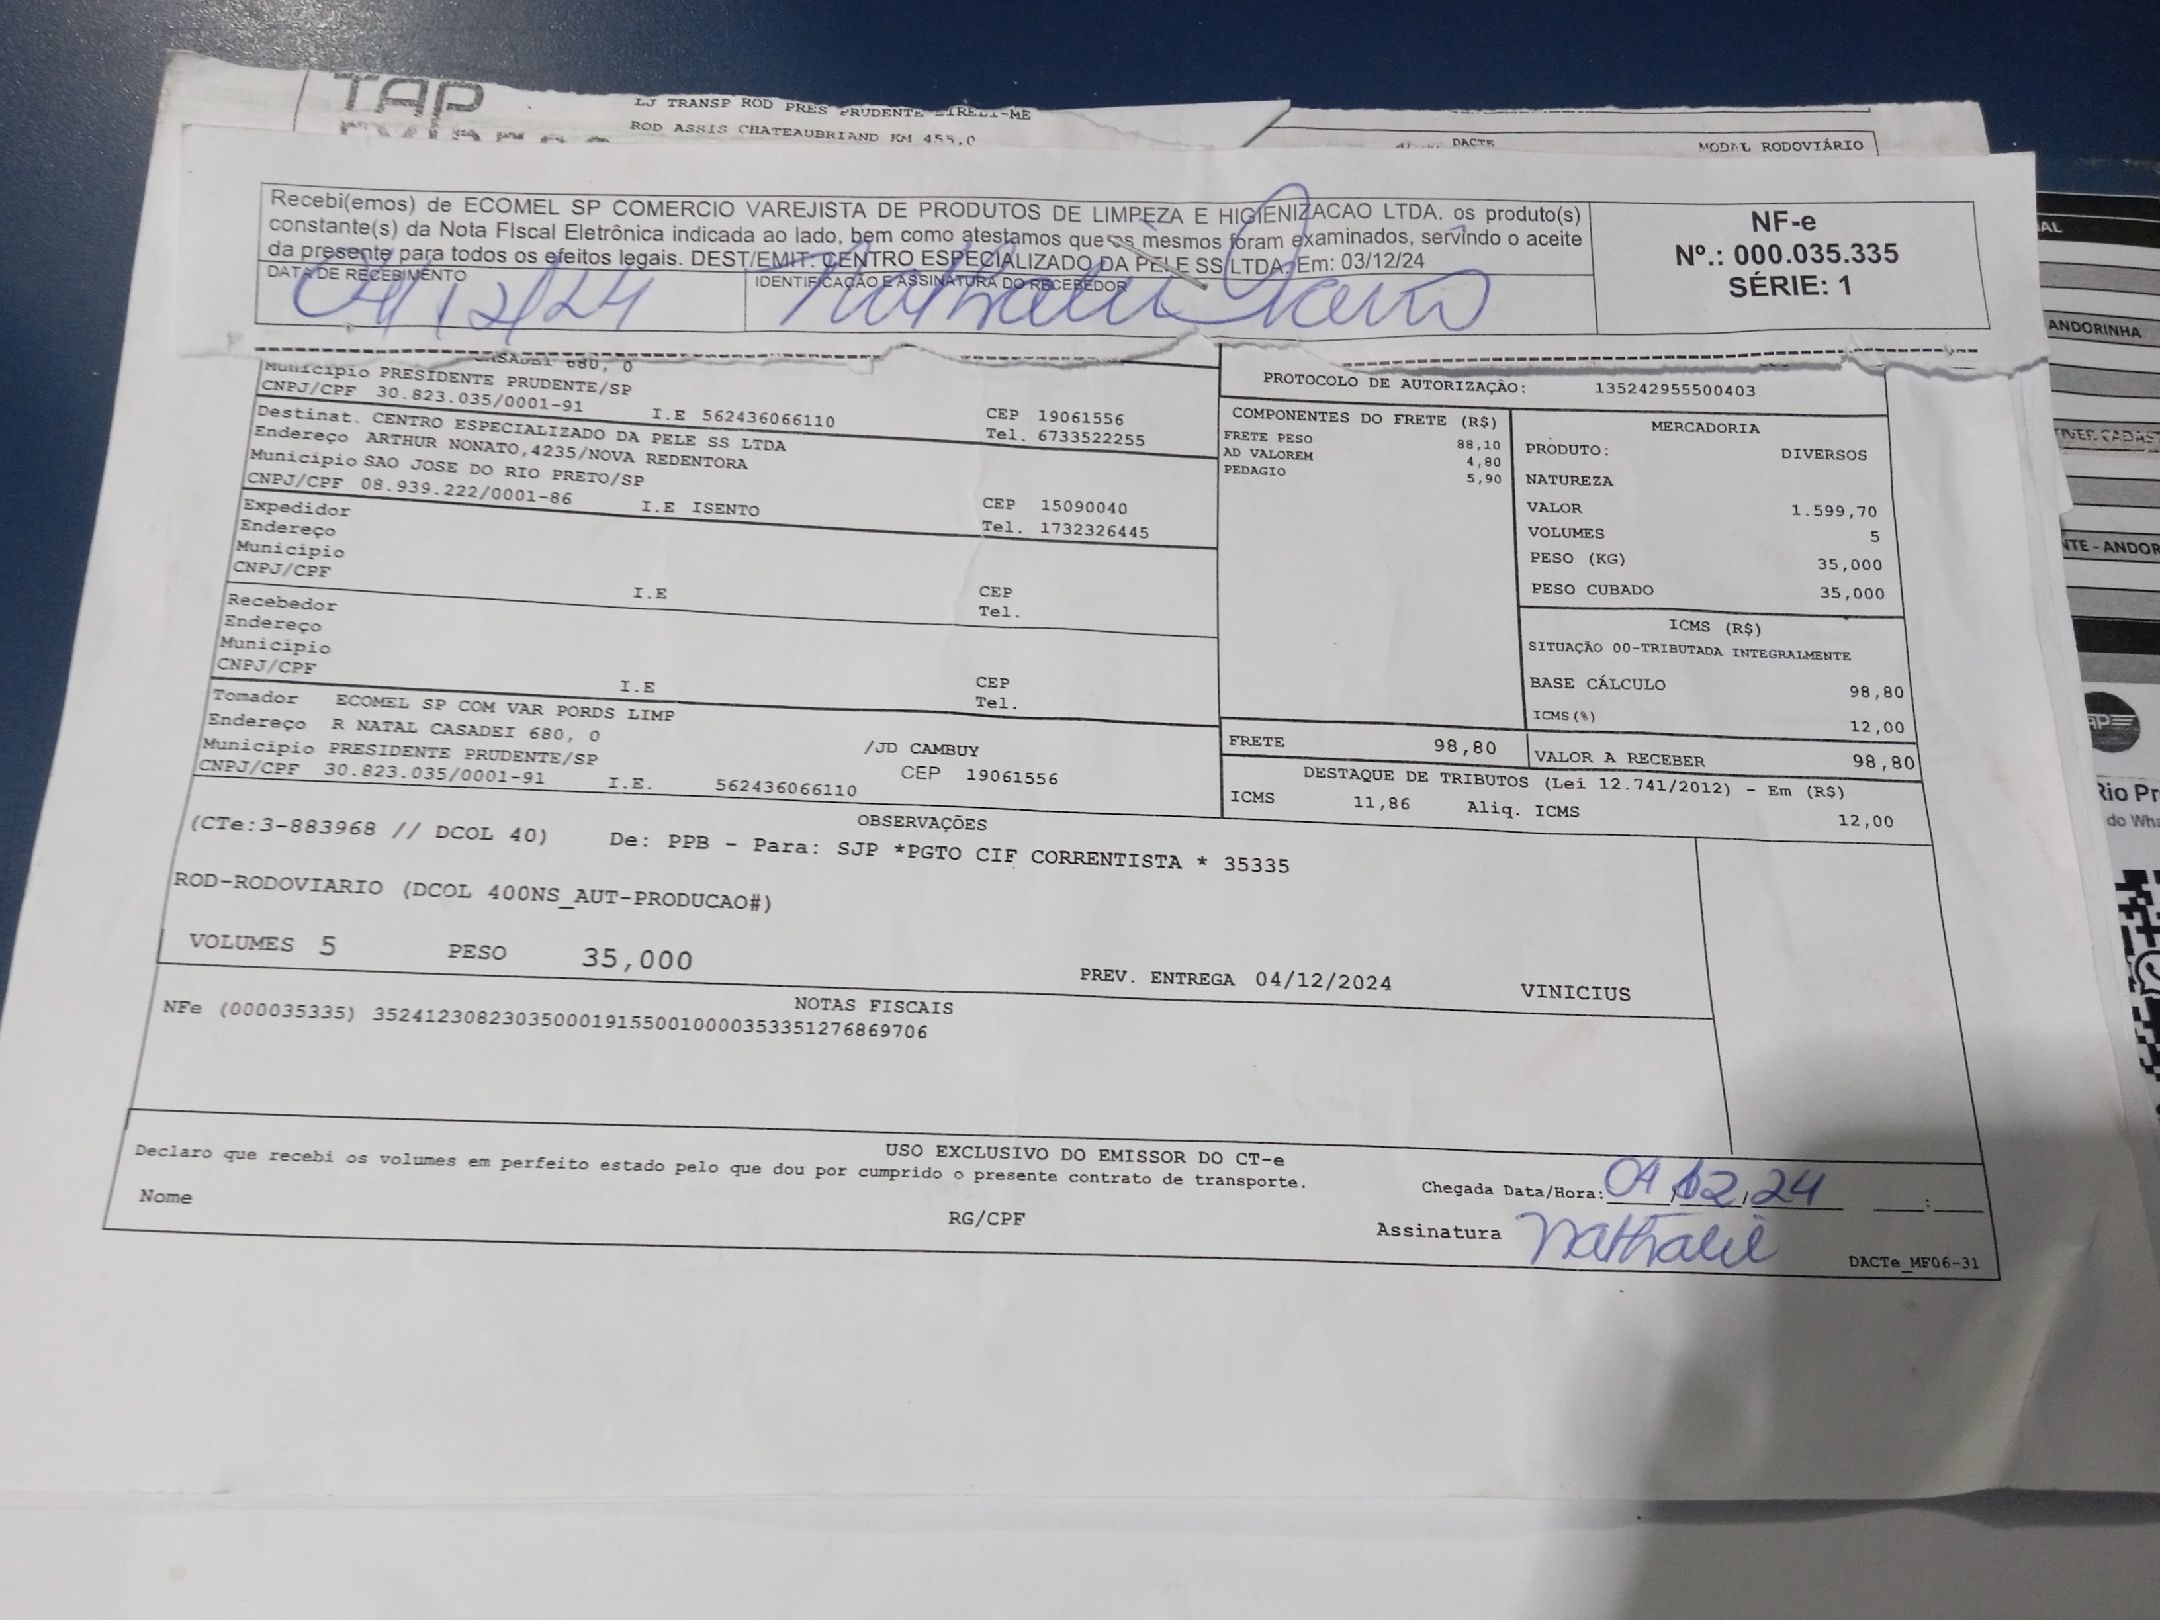 TAP
LJ TRANSP ROD PRES PRUDENTE EIRELI-ME
ROD ASSIS CHATEAUBRIAND KM 455,0
DACTE
MODAL RODOVIÁRIO
Recebi(emos) de ECOMEL SP COMERCIO VAREJISTA DE PRODUTOS DE LIMPEZA E HIGIENIZACAO LTDA. os produto(s)
constante(s) da Nota FIscal Eletrônica indicada ao lado, bem como atestamos que os mesmos foram examinados, servindo o aceite
da presente para todos os efeitos legais. DEST/EMIT: CENTRO ESPECIALIZADO DA PELE SS LTDA. Em: 03/12/24
NF-e
Nº.: 000.035.335
SÉRIE: 1
DATA DE RECEBIMENTO
04/12/24
IDENTIFICAÇÃO E ASSINATURA DO RECEBEDOR
Nathalie
CASADEI 680, 0
Município PRESIDENTE PRUDENTE/SP
CNPJ/CPF 30.823.035/0001-91 I.E 562436066110
CEP 19061556
Tel. 6733522255
Destinat. CENTRO ESPECIALIZADO DA PELE SS LTDA
Endereço ARTHUR NONATO,4235/NOVA REDENTORA
Município SAO JOSE DO RIO PRETO/SP
CNPJ/CPF 08.939.222/0001-86 I.E ISENTO
CEP 15090040
Tel. 1732326445
Expedidor
Endereço
Município
CNPJ/CPF
I.E
CEP
Tel.
Recebedor
Endereço
Município
CNPJ/CPF
I.E
CEP
Tel.
Tomador ECOMEL SP COM VAR PORDS LIMP
Endereço R NATAL CASADEI 680, 0
/JD CAMBUY
Município PRESIDENTE PRUDENTE/SP
CEP 19061556
CNPJ/CPF 30.823.035/0001-91 I.E. 562436066110
PROTOCOLO DE AUTORIZAÇÃO: 135242955500403
COMPONENTES DO FRETE (R$)
FRETE PESO 88,10
AD VALOREM 4,80
PEDAGIO 5,90
MERCADORIA
PRODUTO: DIVERSOS
NATUREZA
VALOR 1.599,70
VOLUMES 5
PESO (KG) 35,000
PESO CUBADO 35,000
ICMS (R$)
SITUAÇÃO 00-TRIBUTADA INTEGRALMENTE
BASE CÁLCULO 98,80
ICMS(%) 12,00
FRETE 98,80
VALOR A RECEBER 98,80
DESTAQUE DE TRIBUTOS (Lei 12.741/2012) - Em (R$)
ICMS 11,86 Aliq. ICMS 12,00
OBSERVAÇÕES
(CTe:3-883968 // DCOL 40) De: PPB - Para: SJP *PGTO CIF CORRENTISTA * 35335
ROD-RODOVIARIO (DCOL 400NS_AUT-PRODUCAO#)
VOLUMES 5 PESO 35,000
PREV. ENTREGA 04/12/2024 VINICIUS
NOTAS FISCAIS
NFe (000035335) 35241230823035000191550010000353351276869706
USO EXCLUSIVO DO EMISSOR DO CT-e
Declaro que recebi os volumes em perfeito estado pelo que dou por cumprido o presente contrato de transporte.
Chegada Data/Hora: 04/12/24 __:__
Nome
RG/CPF
Assinatura Nathalie
DACTe_MF06-31
ANDORINHA